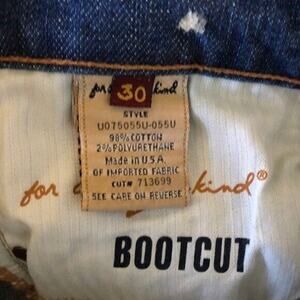 for 30 kind
STYLE
U075055U-055U
98% COTTON
2% POLYURETHANE
Made in U.S.A.
OF IMPORTED FABRIC
CUT# 713699
SEE CARE ON REVERSE
for kind®
BOOTCUT